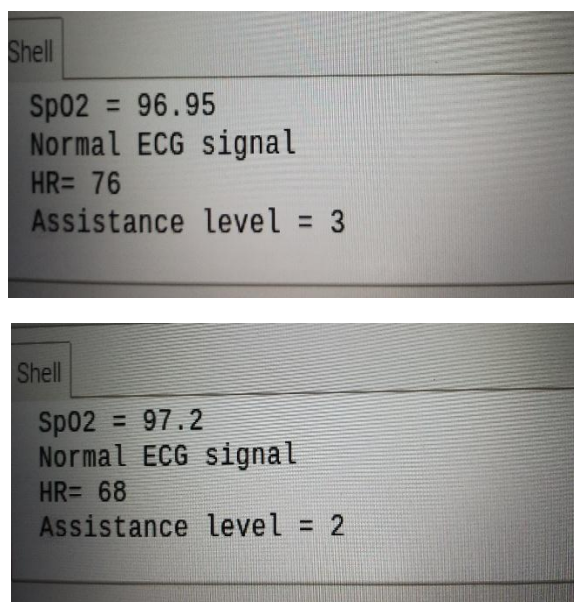 Shell
SpO2 = 96.95
Normal ECG signal
HR= 76
Assistance level = 3
Shell
SpO2 = 97.2
Normal ECG signal
HR= 68
Assistance level = 2